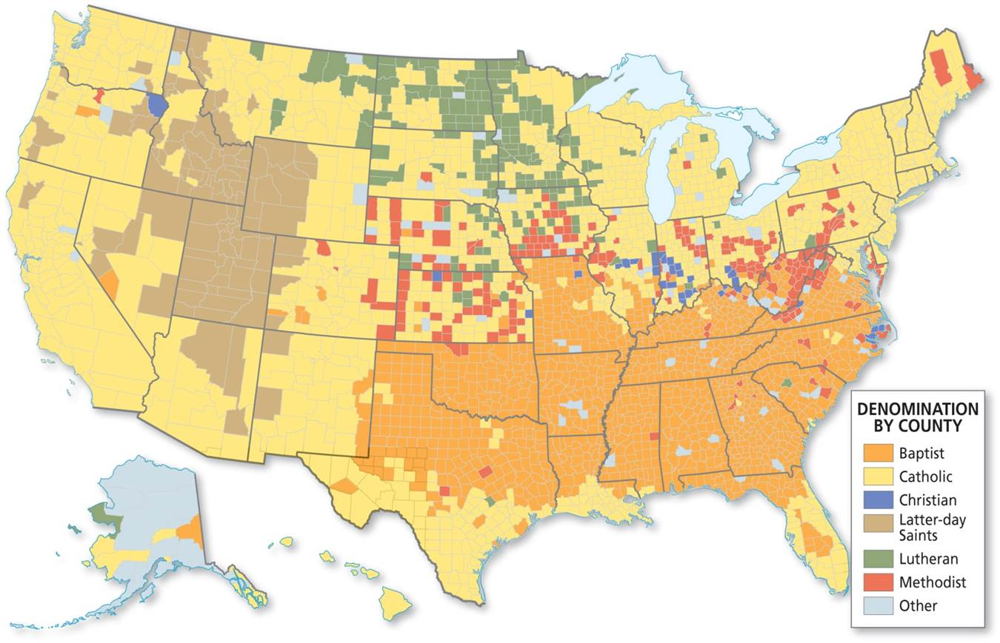 DENOMINATION
BY COUNTY
Baptist
Catholic
Christian
Latter-day
Saints
Lutheran
Methodist
Other